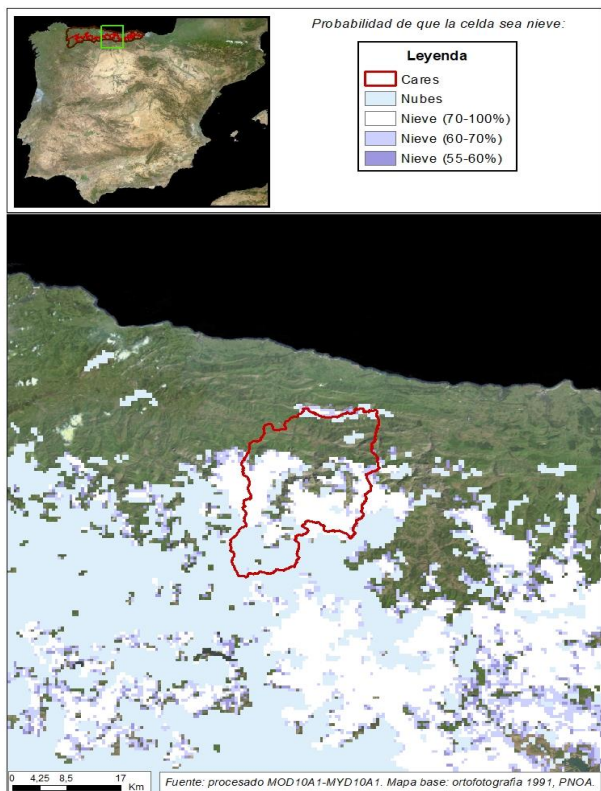 Probabilidad de que la celda sea nieve:
Leyenda
Cares
Nubes
Nieve (70-100%)
Nieve (60-70%)
Nieve (55-60%)
0 4,25 8,5 17
Km
Fuente: procesado MOD10A1-MYD10A1. Mapa base: ortofotografia 1991, PNOA.